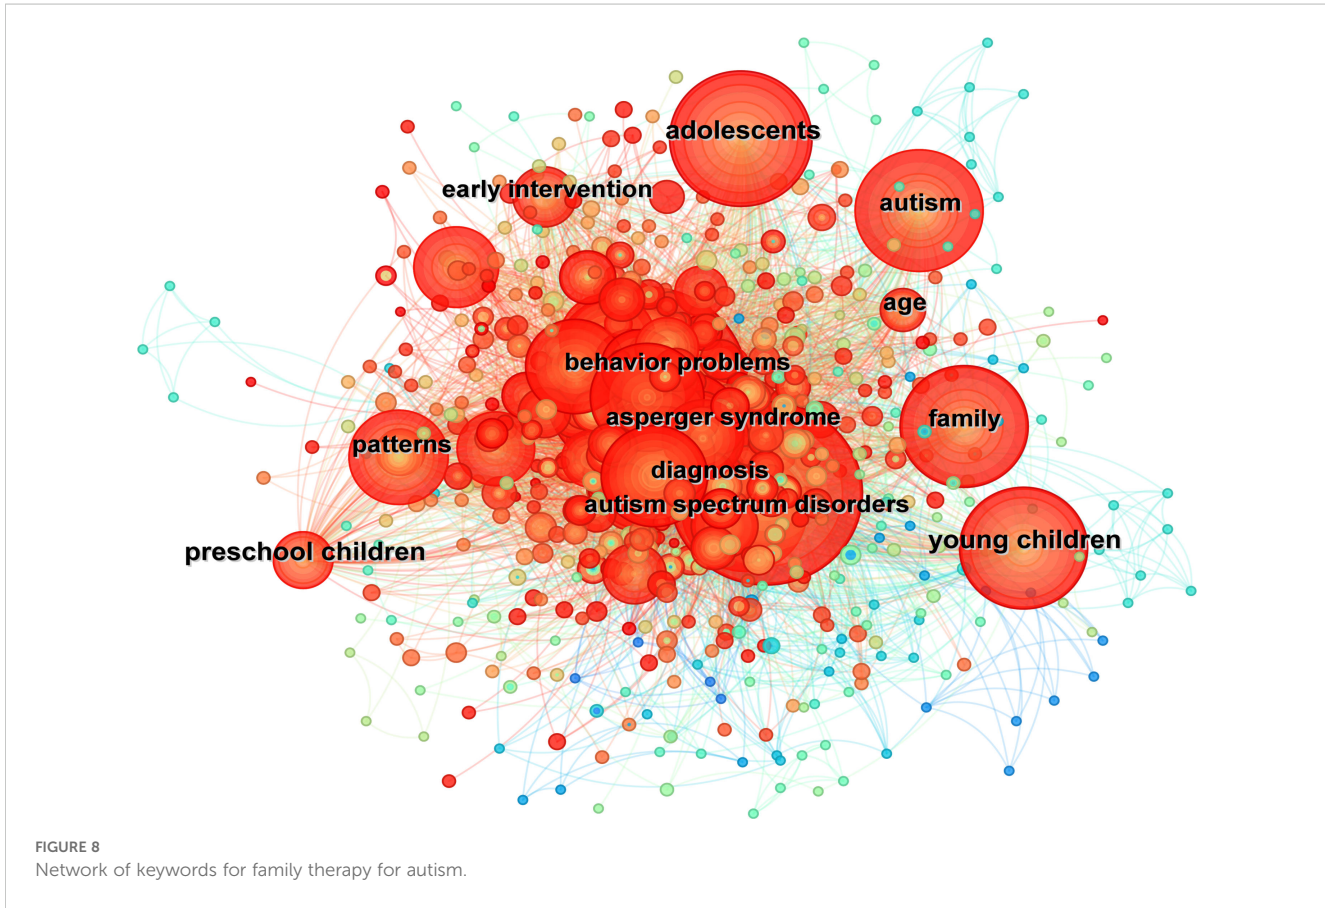 adolescents
early intervention
autism
age
behavior problems
asperger syndrome
family
patterns
diagnosis
autism spectrum disorders
young children
preschool children
FIGURE 8
Network of keywords for family therapy for autism.